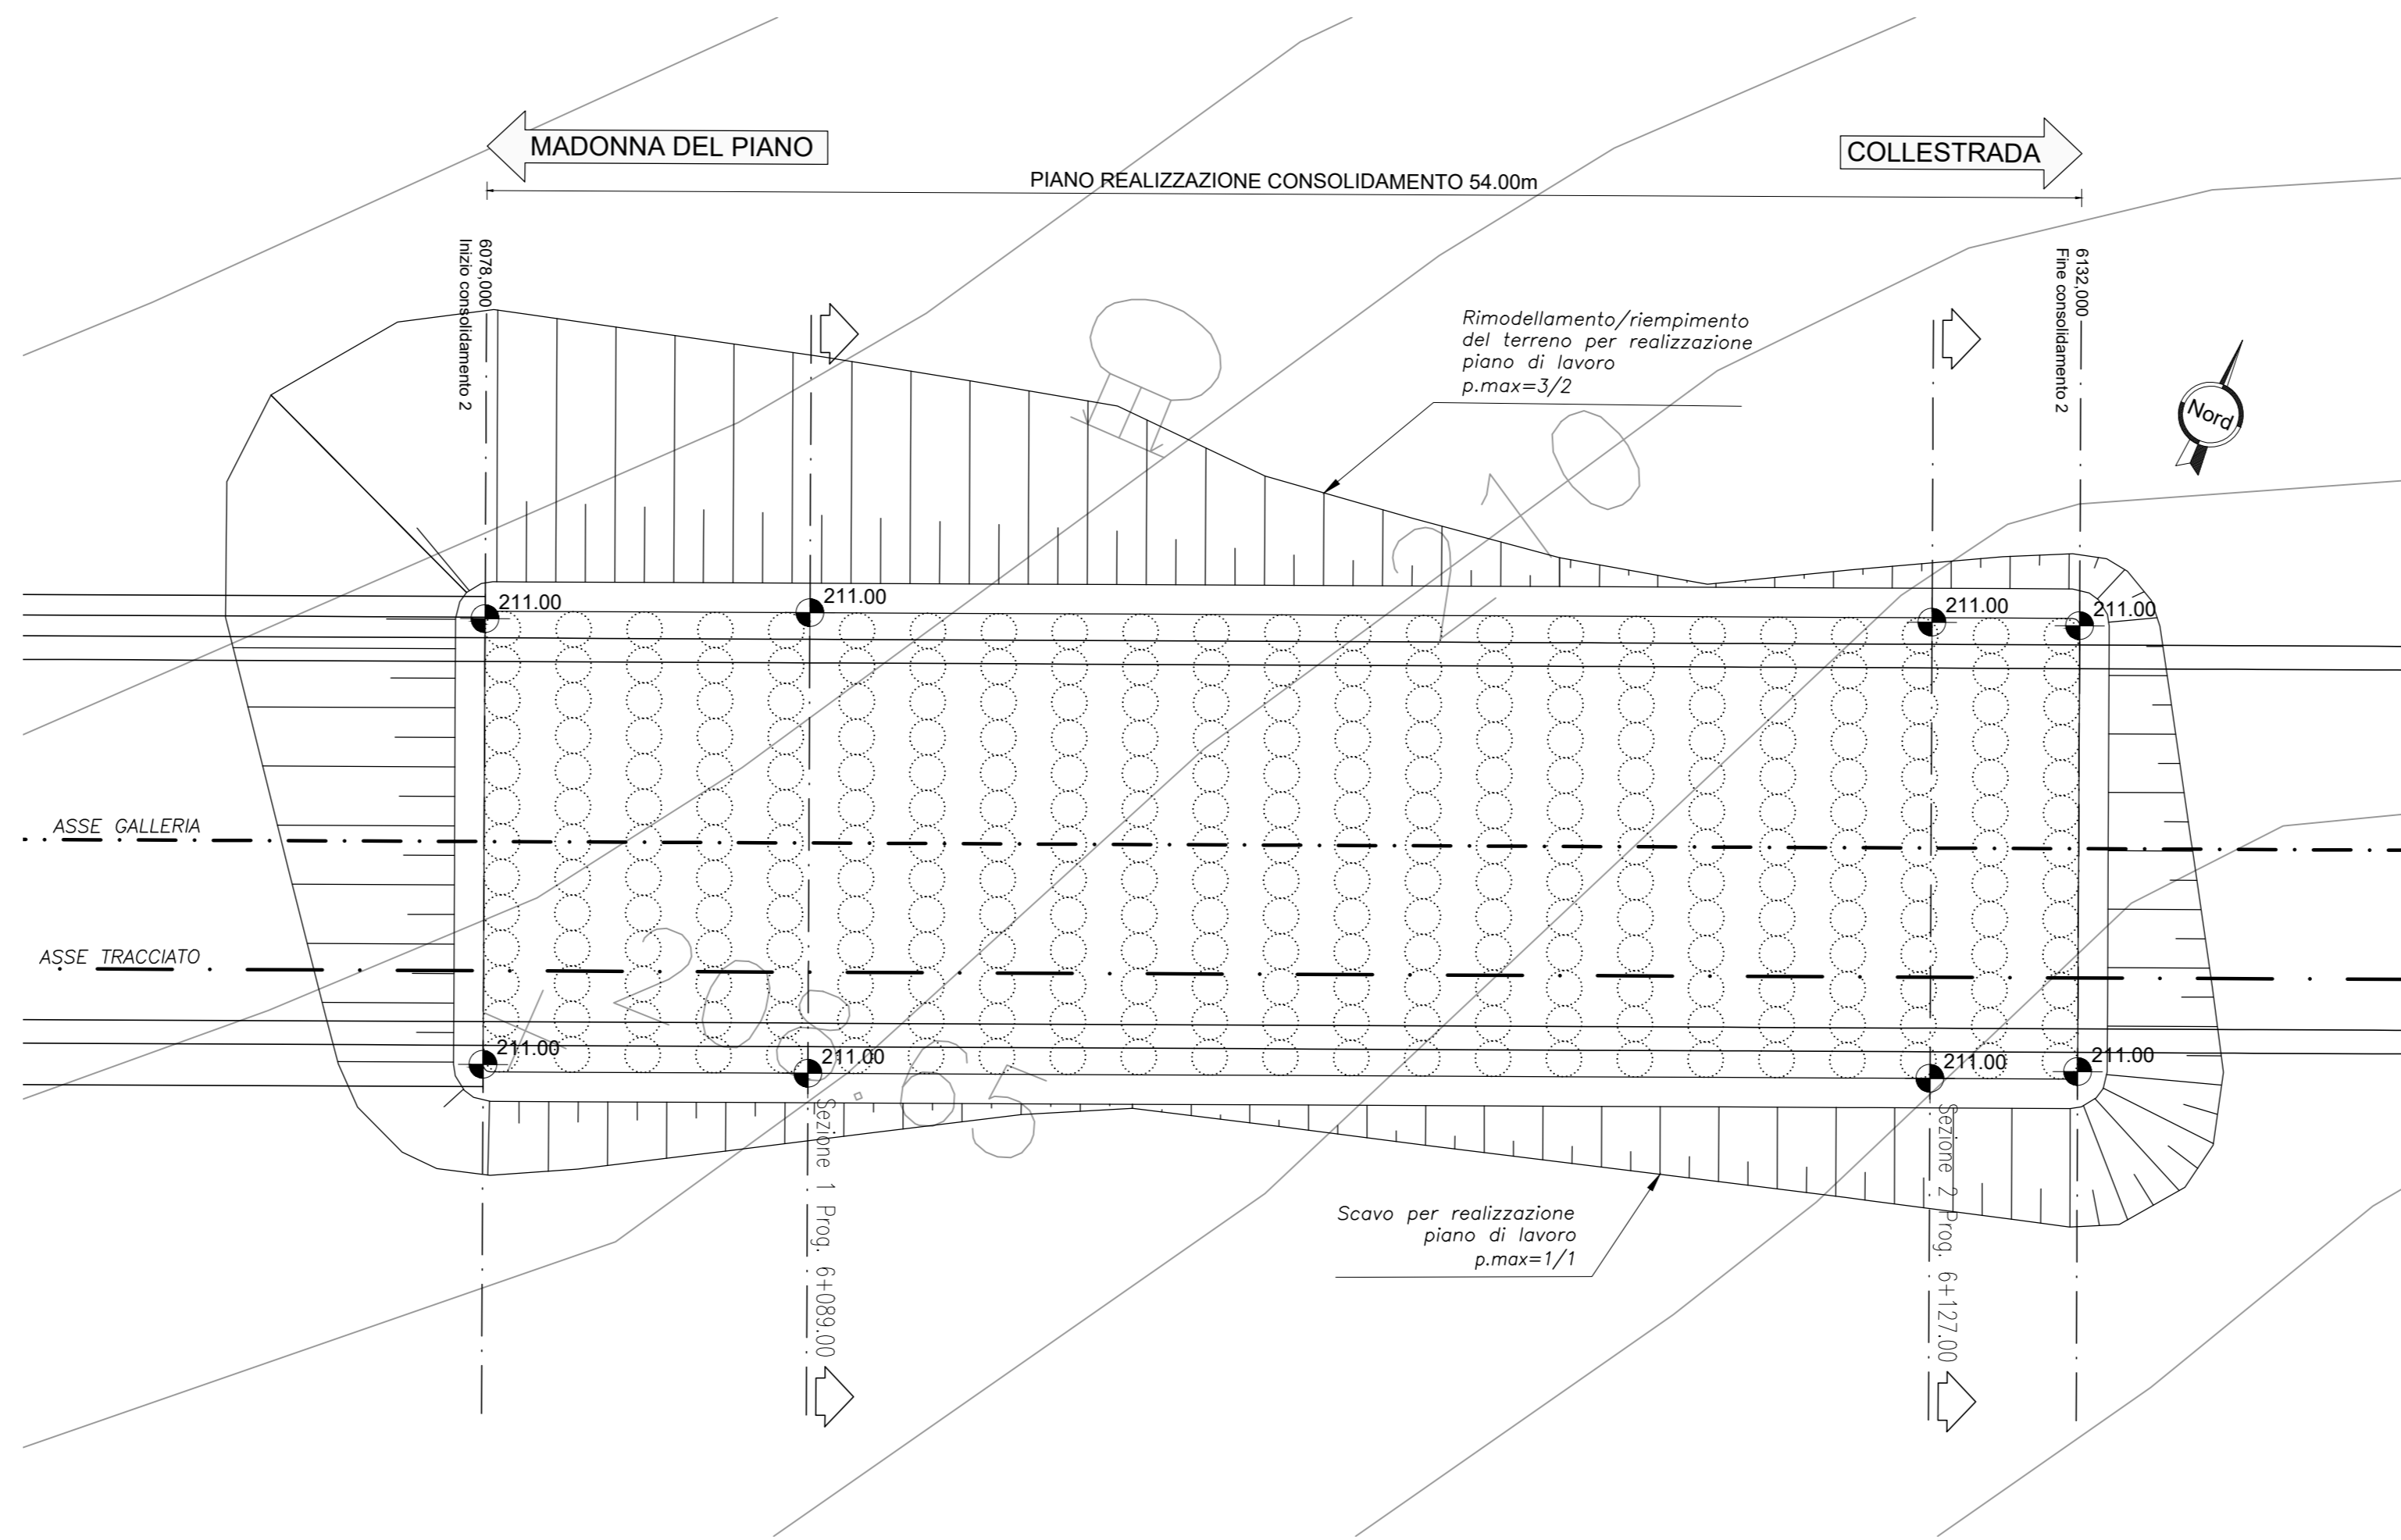 MADONNA DEL PIANO
COLLESTRADA
PIANO REALIZZAZIONE CONSOLIDAMENTO 54.00m
6078,000
Inizio consolidamento 2
6132,000
Fine consolidamento 2
Rimodellamento/riempimento
del terreno per realizzazione
piano di lavoro
p.max=3/2
Nord
210
211.00
211.00
211.00
211.00
ASSE GALLERIA
ASSE TRACCIATO
208.05
211.00
211.00
211.00
211.00
Sezione 1 Prog. 6+089.00
Sezione 2 Prog. 6+127.00
Scavo per realizzazione
piano di lavoro
p.max=1/1